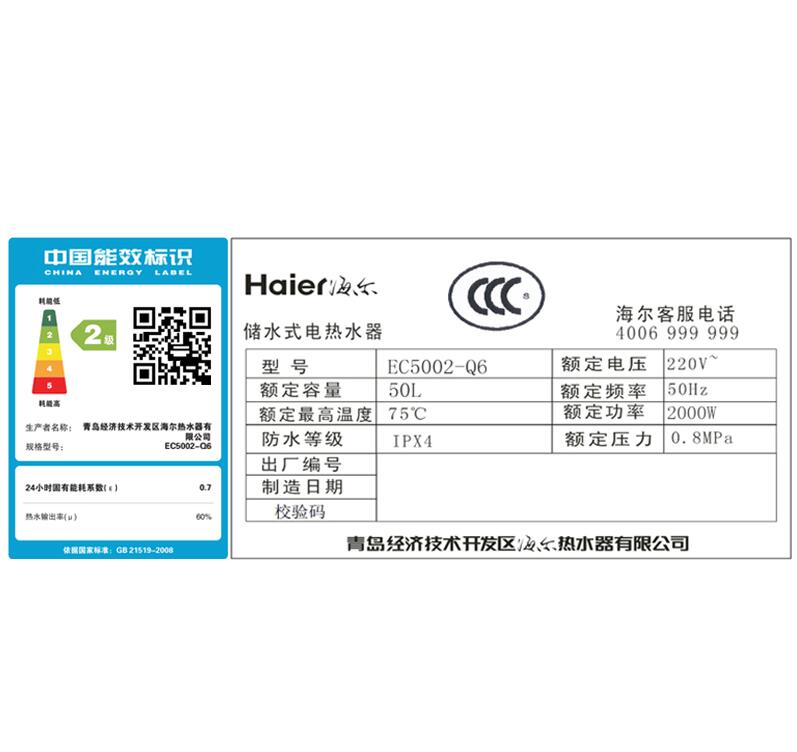 中国能效标识
CHINA ENERGY LABEL
耗能低
1
2
3
4
5
2级
耗能高
生产者名称： 青岛经济技术开发区海尔热水器有
限公司
规格型号： EC5002-Q6
24小时固有能耗系数(ε) 0.7
热水输出率(μ) 60%
依据国家标准：GB 21519-2008
Haier海尔
CCC S
储水式电热水器
海尔客服电话
4006 999 999
型号 EC5002-Q6 额定电压 220V~
额定容量 50L 额定频率 50Hz
额定最高温度 75℃ 额定功率 2000W
防水等级 IPX4 额定压力 0.8MPa
出厂编号
制造日期
校验码
青岛经济技术开发区海尔热水器有限公司